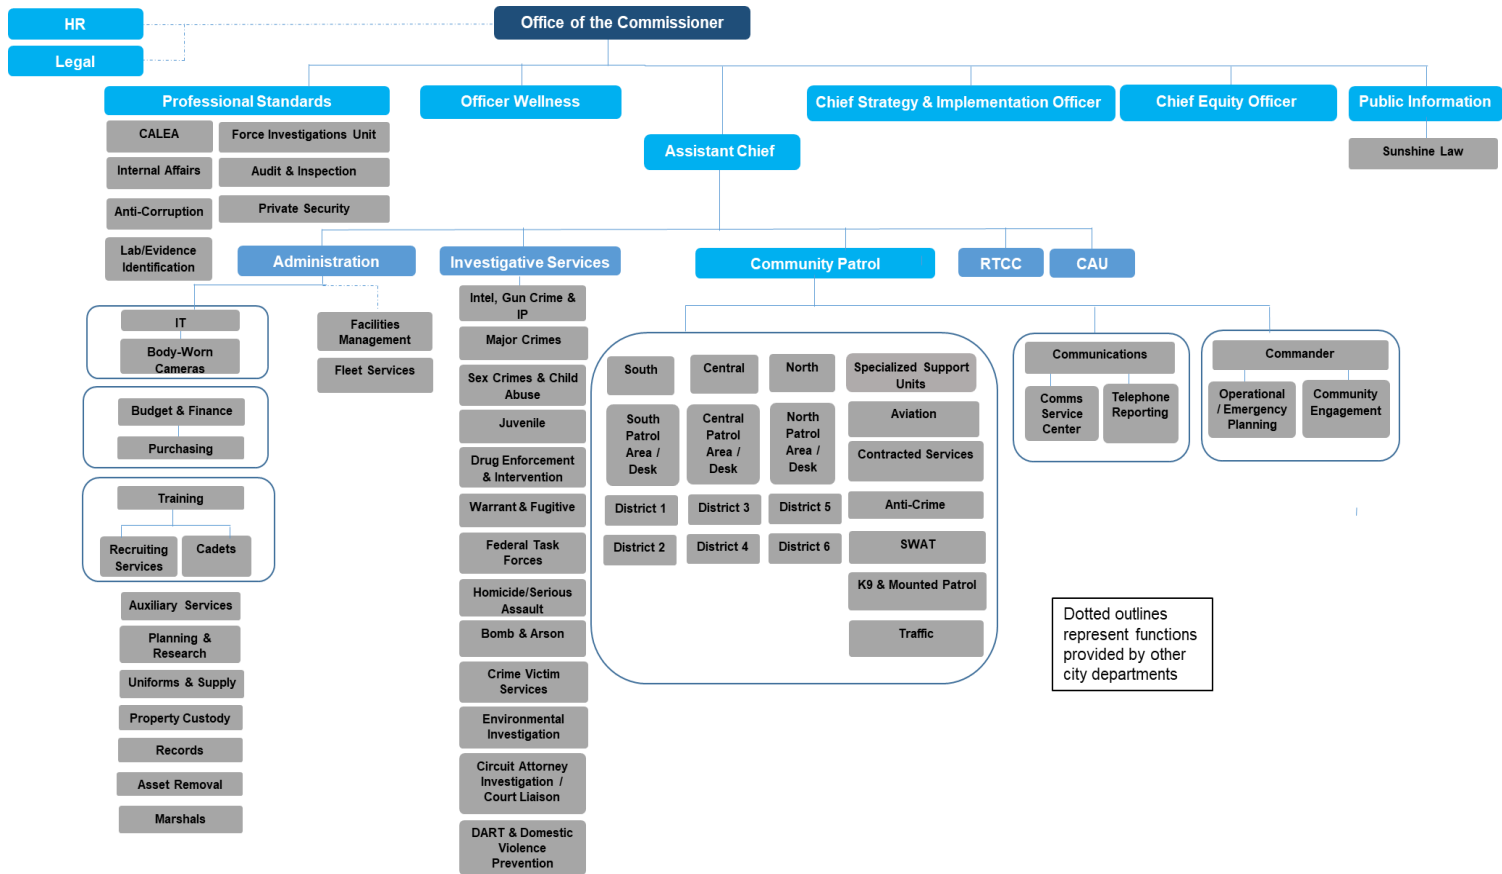 HR
Office of the Commissioner
Legal
Professional Standards
Officer Wellness
Chief Strategy & Implementation Officer
Chief Equity Officer
Public Information
CALEA
Force Investigations Unit
Internal Affairs
Audit & Inspection
Anti-Corruption
Private Security
Lab/Evidence
Identification
Assistant Chief
Sunshine Law
Administration
Investigative Services
Community Patrol
RTCC
CAU
IT
Body-Worn
Cameras
Budget & Finance
Purchasing
Training
Recruiting
Services
Cadets
Auxiliary Services
Planning &
Research
Uniforms & Supply
Property Custody
Records
Asset Removal
Marshals
Facilities
Management
Fleet Services
Intel, Gun Crime &
IP
Major Crimes
Sex Crimes & Child
Abuse
Juvenile
Drug Enforcement
& Intervention
Warrant & Fugitive
Federal Task
Forces
Homicide/Serious
Assault
Bomb & Arson
Crime Victim
Services
Environmental
Investigation
Circuit Attorney
Investigation /
Court Liaison
DART & Domestic
Violence
Prevention
South
South
Patrol
Area /
Desk
District 1
District 2
Central
Central
Patrol
Area /
Desk
District 3
District 4
North
North
Patrol
Area /
Desk
District 5
District 6
Specialized Support
Units
Aviation
Contracted Services
Anti-Crime
SWAT
K9 & Mounted Patrol
Traffic
Communications
Comms
Service
Center
Telephone
Reporting
Commander
Operational
/ Emergency
Planning
Community
Engagement
Dotted outlines
represent functions
provided by other
city departments